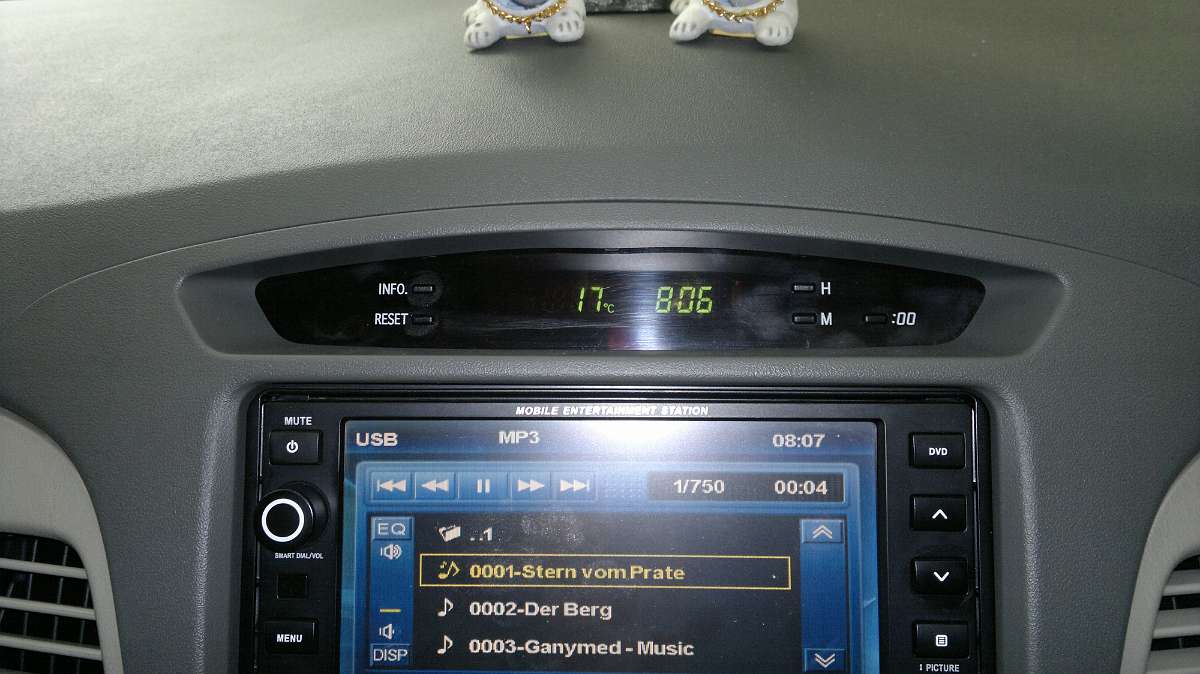 INFO. 17°C 8:06 H
RESET M :00
MOBILE ENTERTAINMENT STATION
MUTE
USB MP3 08:07
DVD
1/750 00:04
EQ
. .1
SMART DIAL/VOL
0001-Stern vom Prate
0002-Der Berg
MENU
0003-Ganymed - Music
DISP
: PICTURE